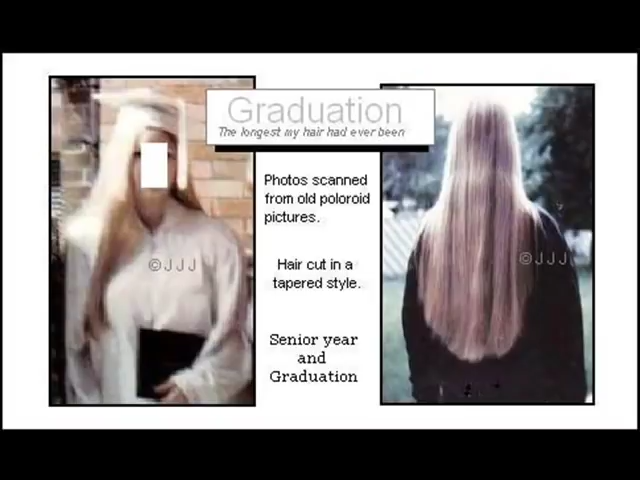 Graduation
The longest my hair had ever been
Photos scanned
from old poloroid
pictures.
Hair cut in a
tapered style.
Senior year
and
Graduation
©JJJ
©JJJ